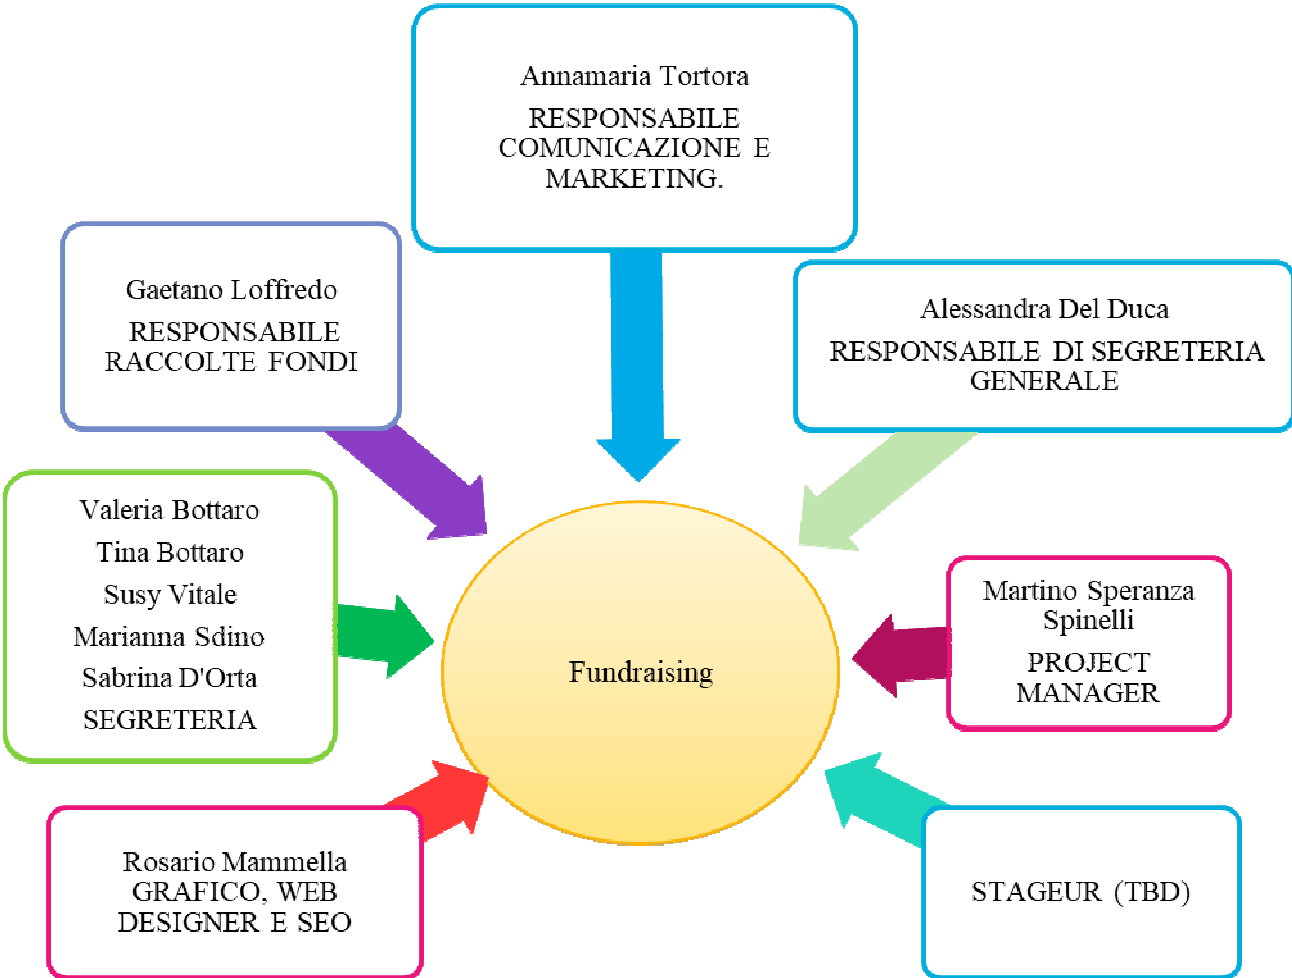 Annamaria Tortora
RESPONSABILE
COMUNICAZIONE E
MARKETING.
Gaetano Loffredo
RESPONSABILE
RACCOLTE FONDI
Alessandra Del Duca
RESPONSABILE DI SEGRETERIA
GENERALE
Valeria Bottaro
Tina Bottaro
Susy Vitale
Marianna Sdino
Sabrina D'Orta
SEGRETERIA
Fundraising
Martino Speranza
Spinelli
PROJECT
MANAGER
Rosario Mammella
GRAFICO, WEB
DESIGNER E SEO
STAGEUR (TBD)